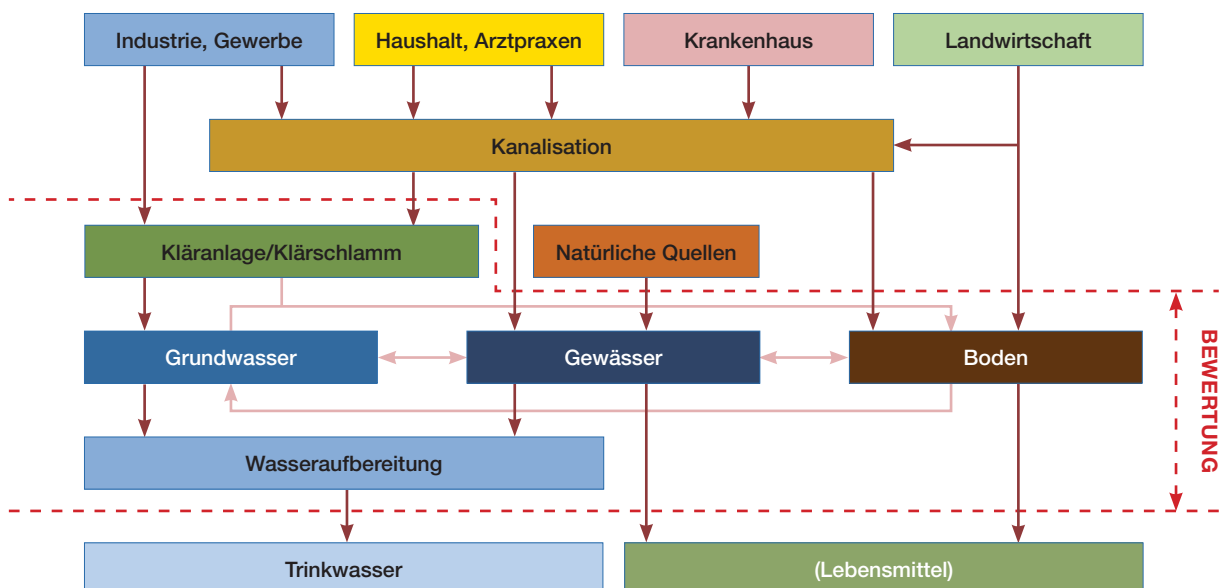 Industrie, Gewerbe
Haushalt, Arztpraxen
Krankenhaus
Landwirtschaft
Kanalisation
Kläranlage/Klärschlamm
Natürliche Quellen
Grundwasser
Gewässer
Boden
BEWERTUNG
Wasseraufbereitung
Trinkwasser
(Lebensmittel)